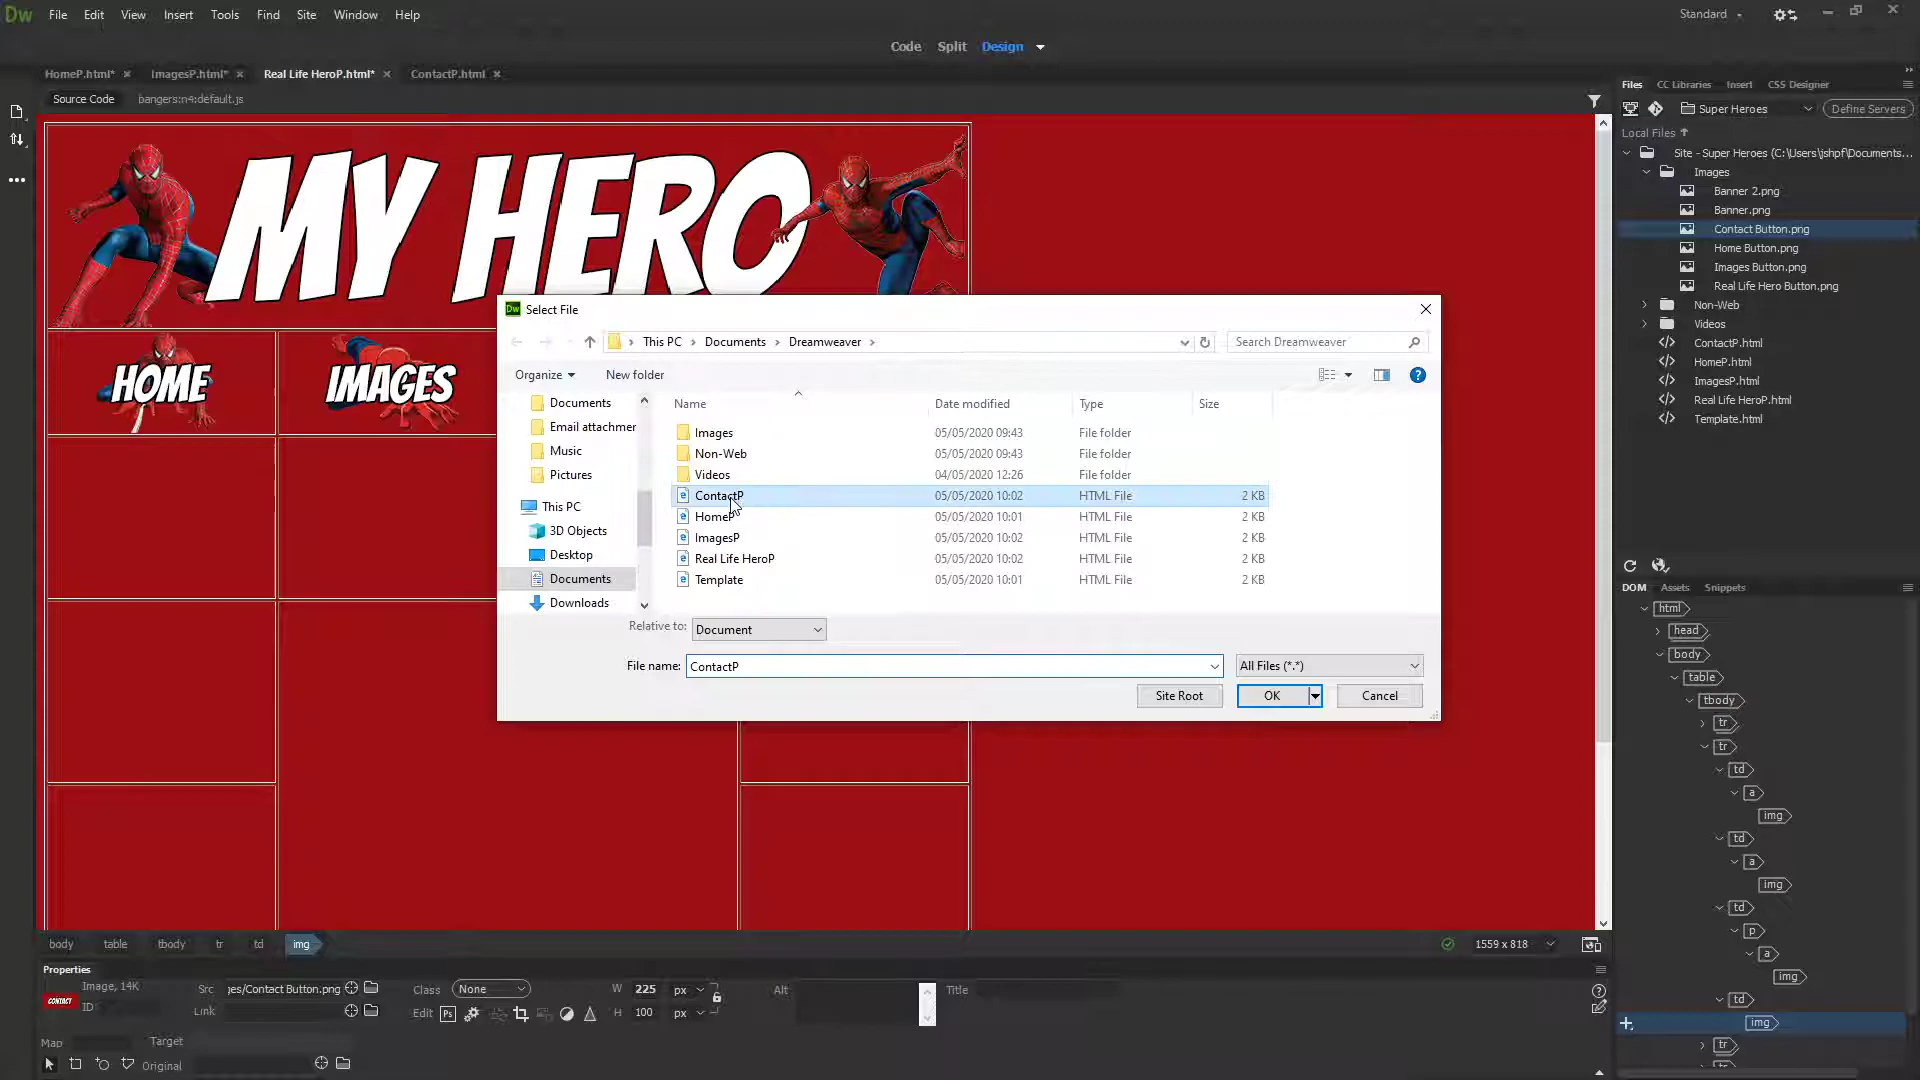 Dw File Edit View Insert Tools Find Site Window Help Standard
Code Split Design
HomeP.html* ImagesP.html* Real Life HeroP.html* ContactP.html
Source Code bangers:n4:default.js
MY HERO
HOME IMAGES
Dw Select File
This PC Documents Dreamweaver Search Dreamweaver
Organize New folder
Name Date modified Type Size
Documents
Email attachmer
Music
Pictures
This PC
3D Objects
Desktop
Documents
Downloads
Images 05/05/2020 09:43 File folder
Non-Web 05/05/2020 09:43 File folder
Videos 04/05/2020 12:26 File folder
ContactP 05/05/2020 10:02 HTML File 2 KB
HomeP 05/05/2020 10:01 HTML File 2 KB
ImagesP 05/05/2020 10:02 HTML File 2 KB
Real Life HeroP 05/05/2020 10:02 HTML File 2 KB
Template 05/05/2020 10:01 HTML File 2 KB
Relative to: Document
File name: ContactP All Files (*.*)
Site Root OK Cancel
Files CC Libraries Insert CSS Designer
Super Heroes Define Servers
Local Files
Site - Super Heroes (C:\Users\jshpf\Documents...
Images
Banner 2.png
Banner.png
Contact Button.png
Home Button.png
Images Button.png
Real Life Hero Button.png
Non-Web
Videos
ContactP.html
HomeP.html
ImagesP.html
Real Life HeroP.html
Template.html
DOM Assets Snippets
html
head
body
table
tbody
tr
tr
td
a
img
td
a
img
td
p
a
img
td
img
tr
tr
body table tbody tr td img 1559 x 818
Properties
CONTACT
Image, 14K Src ges/Contact Button.png Class None W 225 px Alt Title
ID Link Edit Ps H 100 px
Map Target
Original